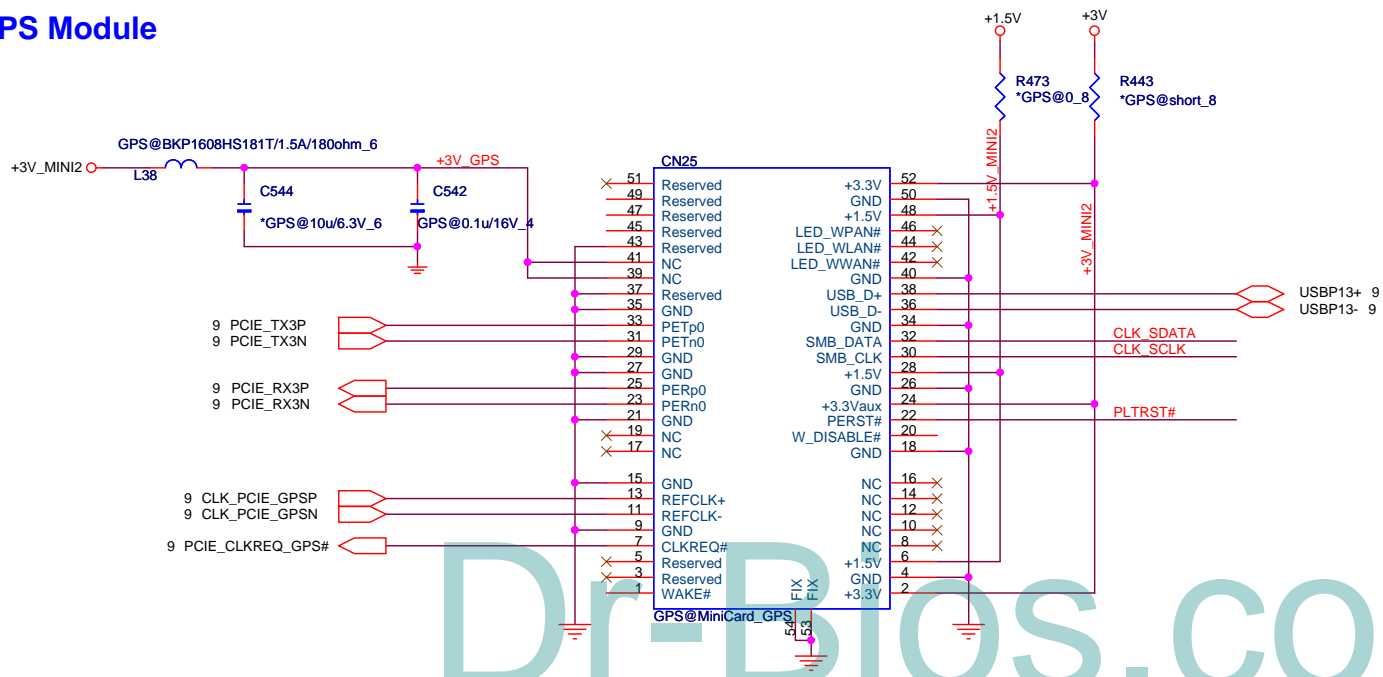 PS Module
+1.5V
+3V
R473
*GPS@0_8
R443
*GPS@short_8
GPS@BKP1608HS181T/1.5A/180ohm_6
+3V_MINI2
L38
+3V_GPS
C544
*GPS@10u/6.3V_6
C542
GPS@0.1u/16V_4
+1.5V_MINI2
+3V_MINI2
CN25
51 Reserved +3.3V 52
49 Reserved GND 50
47 Reserved +1.5V 48
45 Reserved LED_WPAN# 46
43 Reserved LED_WLAN# 44
41 NC LED_WWAN# 42
39 NC GND 40
37 Reserved USB_D+ 38 USBP13+ 9
35 GND USB_D- 36 USBP13- 9
9 PCIE_TX3P 33 PETp0 GND 34
9 PCIE_TX3N 31 PETn0 SMB_DATA 32 CLK_SDATA
29 GND SMB_CLK 30 CLK_SCLK
27 GND +1.5V 28
9 PCIE_RX3P 25 PERp0 GND 26
9 PCIE_RX3N 23 PERn0 +3.3Vaux 24
21 GND PERST# 22 PLTRST#
19 NC W_DISABLE# 20
17 NC GND 18
15 GND NC 16
9 CLK_PCIE_GPSP 13 REFCLK+ NC 14
9 CLK_PCIE_GPSN 11 REFCLK- NC 12
9 GND NC 10
9 PCIE_CLKREQ_GPS# 7 CLKREQ# NC 8
5 Reserved +1.5V 6
3 Reserved GND 4
1 WAKE# +3.3V 2
FIX FIX
GPS@MiniCard_GPS
54 53
Dr-Bios.co